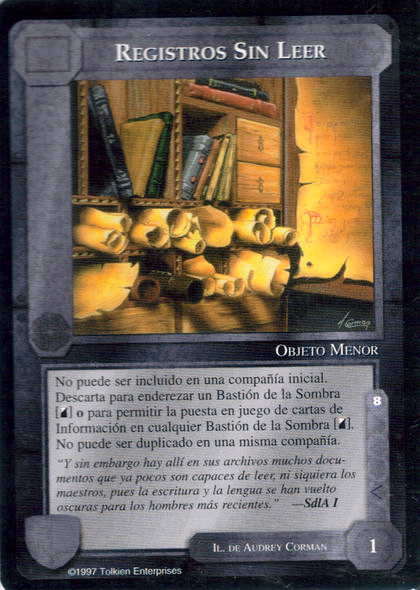 REGISTROS SIN LEER
A. Corman
OBJETO MENOR
No puede ser incluido en una compañía inicial.
Descarta para enderezar un Bastión de la Sombra
[] o para permitir la puesta en juego de cartas de
Información en cualquier Bastión de la Sombra [].
No puede ser duplicado en una misma compañía.
8
“Y sin embargo hay allí en sus archivos muchos docu-
mentos que ya pocos son capaces de leer, ni siquiera los
maestros, pues la escritura y la lengua se han vuelto
oscuras para los hombres más recientes.” —SdlA I
IL. DE AUDREY CORMAN
1
©1997 Tolkien Enterprises